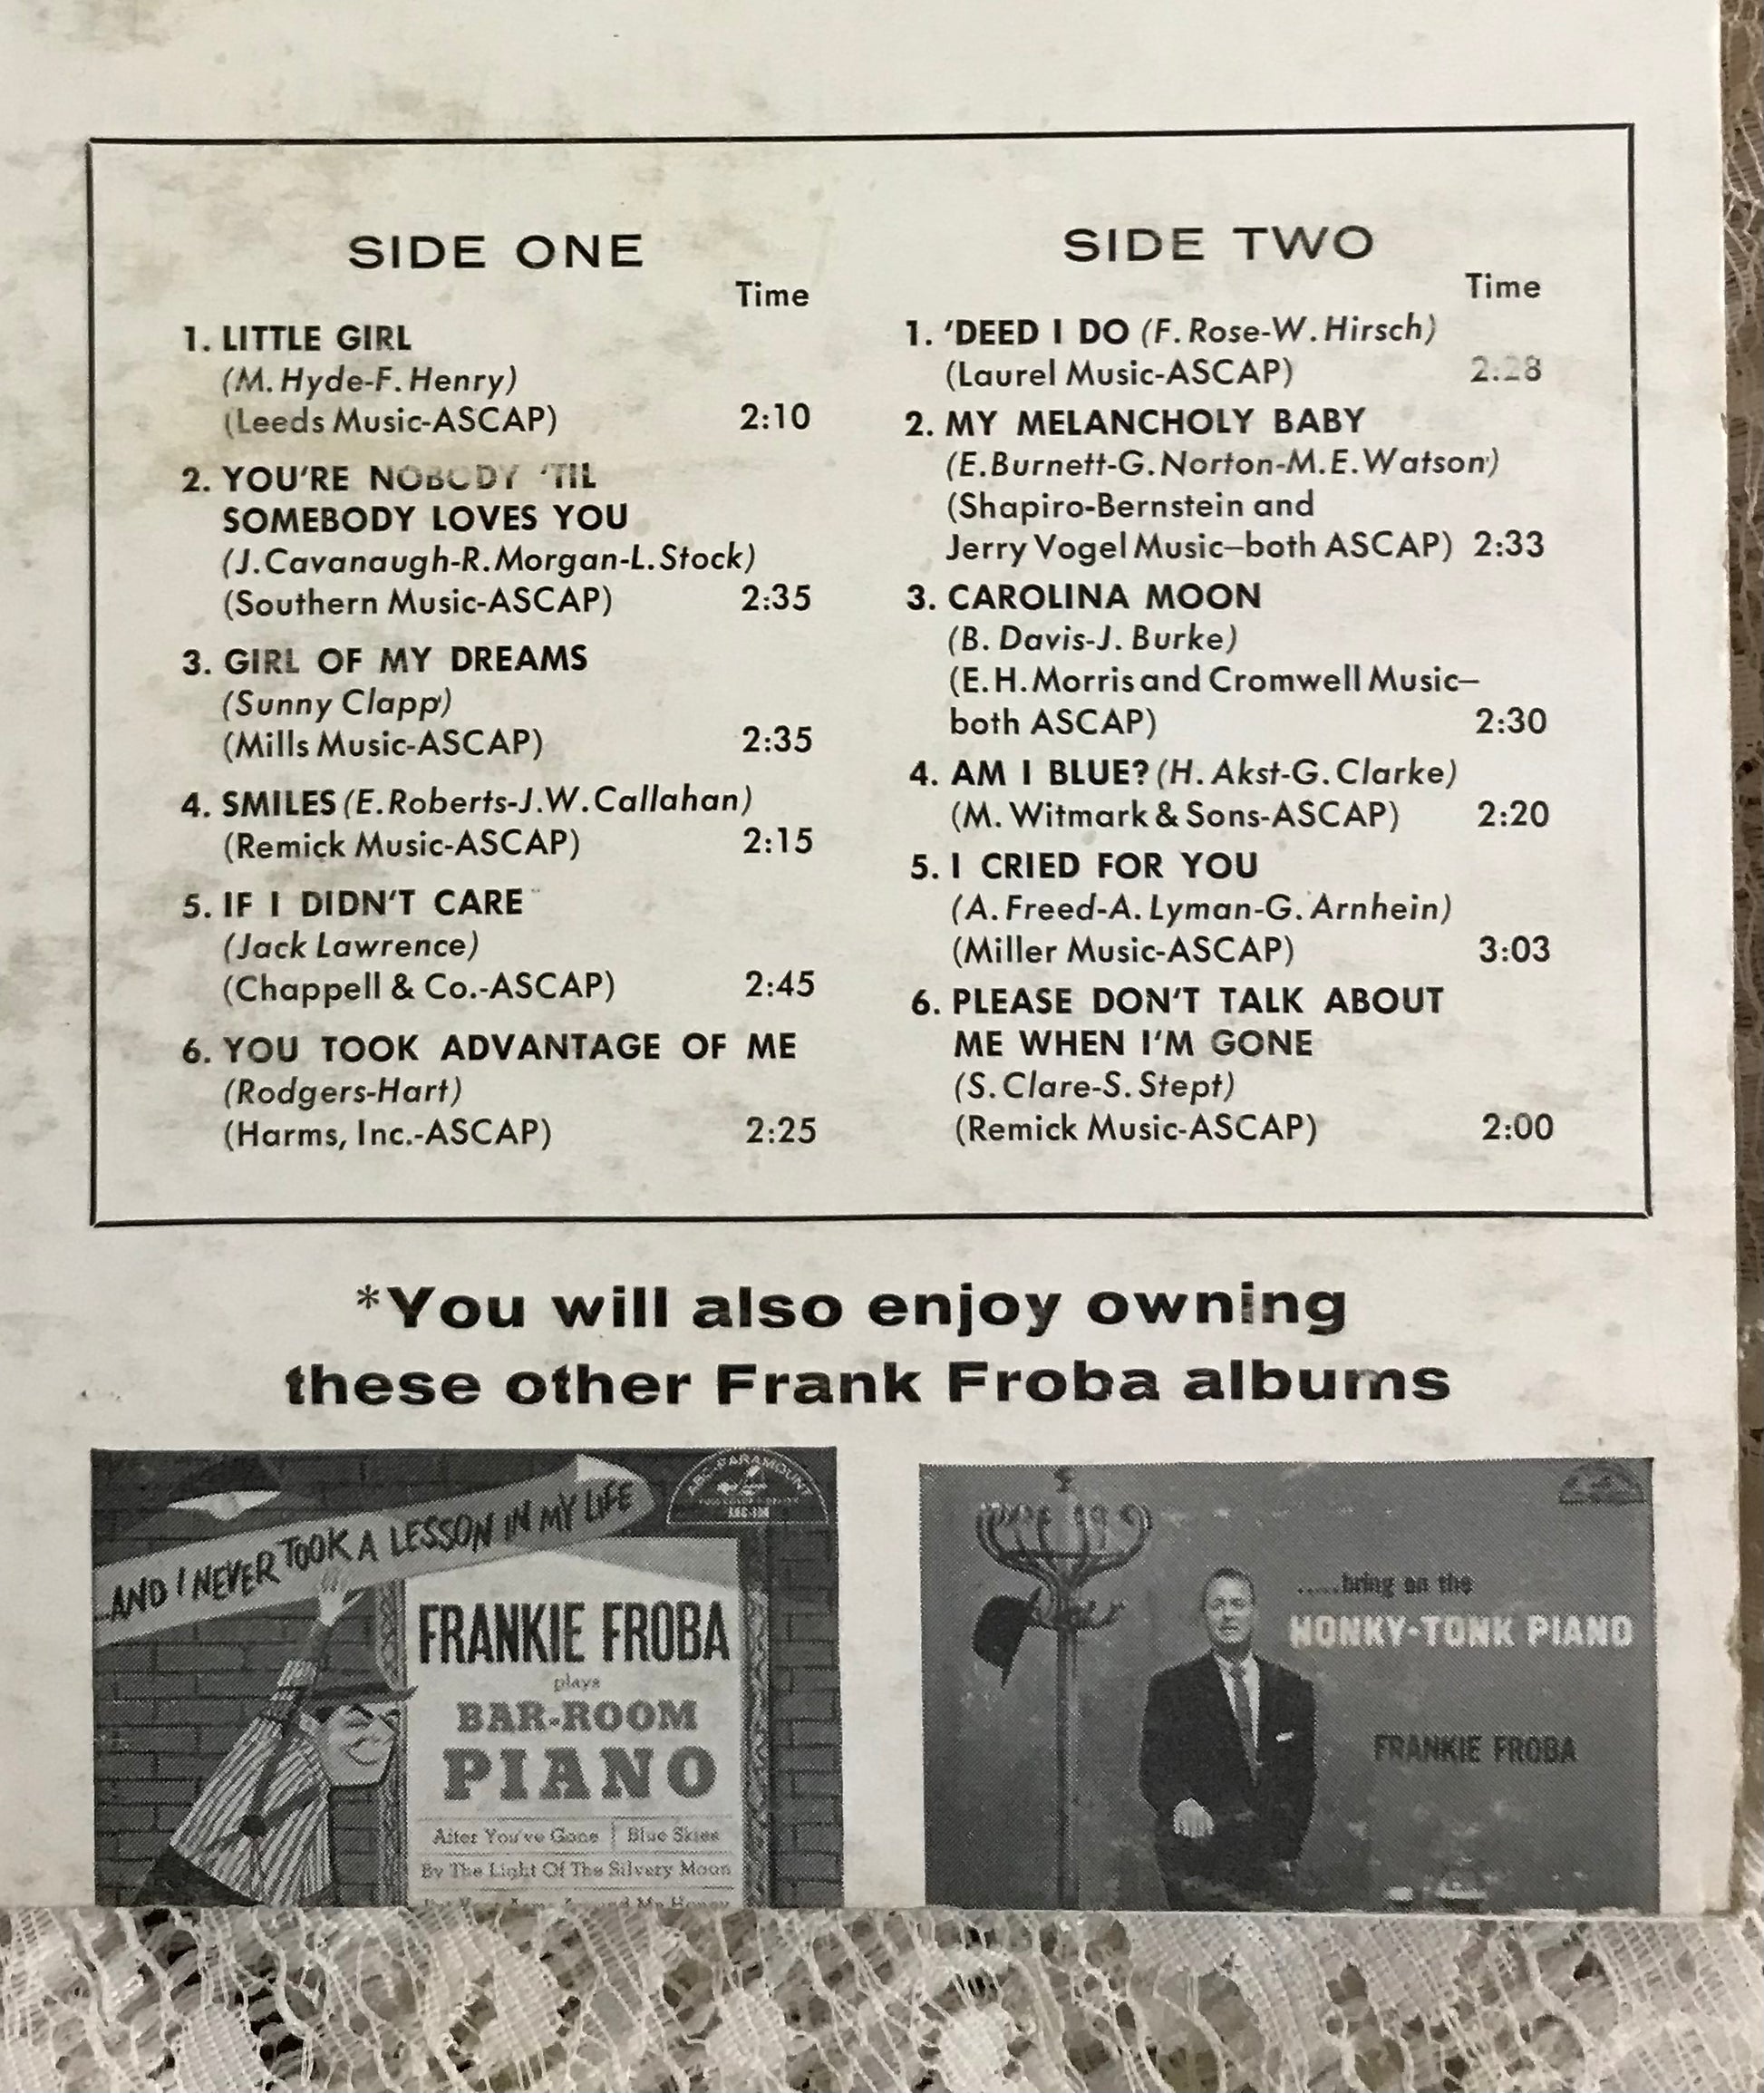 SIDE ONE
Time
1. LITTLE GIRL
(M. Hyde-F. Henry)
(Leeds Music-ASCAP) 2:10
2. YOU'RE NOBODY 'TIL
SOMEBODY LOVES YOU
(J. Cavanaugh-R. Morgan-L. Stock)
(Southern Music-ASCAP) 2:35
3. GIRL OF MY DREAMS
(Sunny Clapp)
(Mills Music-ASCAP) 2:35
4. SMILES (E. Roberts-J. W. Callahan)
(Remick Music-ASCAP) 2:15
5. IF I DIDN'T CARE
(Jack Lawrence)
(Chappell & Co.-ASCAP) 2:45
6. YOU TOOK ADVANTAGE OF ME
(Rodgers-Hart)
(Harms, Inc.-ASCAP) 2:25
SIDE TWO
Time
1. 'DEED I DO (F. Rose-W. Hirsch)
(Laurel Music-ASCAP) 2:28
2. MY MELANCHOLY BABY
(E. Burnett-G. Norton-M. E. Watson)
(Shapiro-Bernstein and
Jerry Vogel Music—both ASCAP) 2:33
3. CAROLINA MOON
(B. Davis-J. Burke)
(E. H. Morris and Cromwell Music—
both ASCAP) 2:30
4. AM I BLUE? (H. Akst-G. Clarke)
(M. Witmark & Sons-ASCAP) 2:20
5. I CRIED FOR YOU
(A. Freed-A. Lyman-G. Arnhein)
(Miller Music-ASCAP) 3:03
6. PLEASE DON'T TALK ABOUT
ME WHEN I'M GONE
(S. Clare-S. Stept)
(Remick Music-ASCAP) 2:00
*You will also enjoy owning
these other Frank Froba albums
...AND I NEVER TOOK A LESSON IN MY LIFE
ABC-PARAMOUNT
FRANKIE FROBA
plays
BAR-ROOM
PIANO
After You've Gone | Blue Skies
By The Light Of The Silvery Moon
Put Your Arms Around Me Honey
.....bring on the
HONKY-TONK PIANO
FRANKIE FROBA